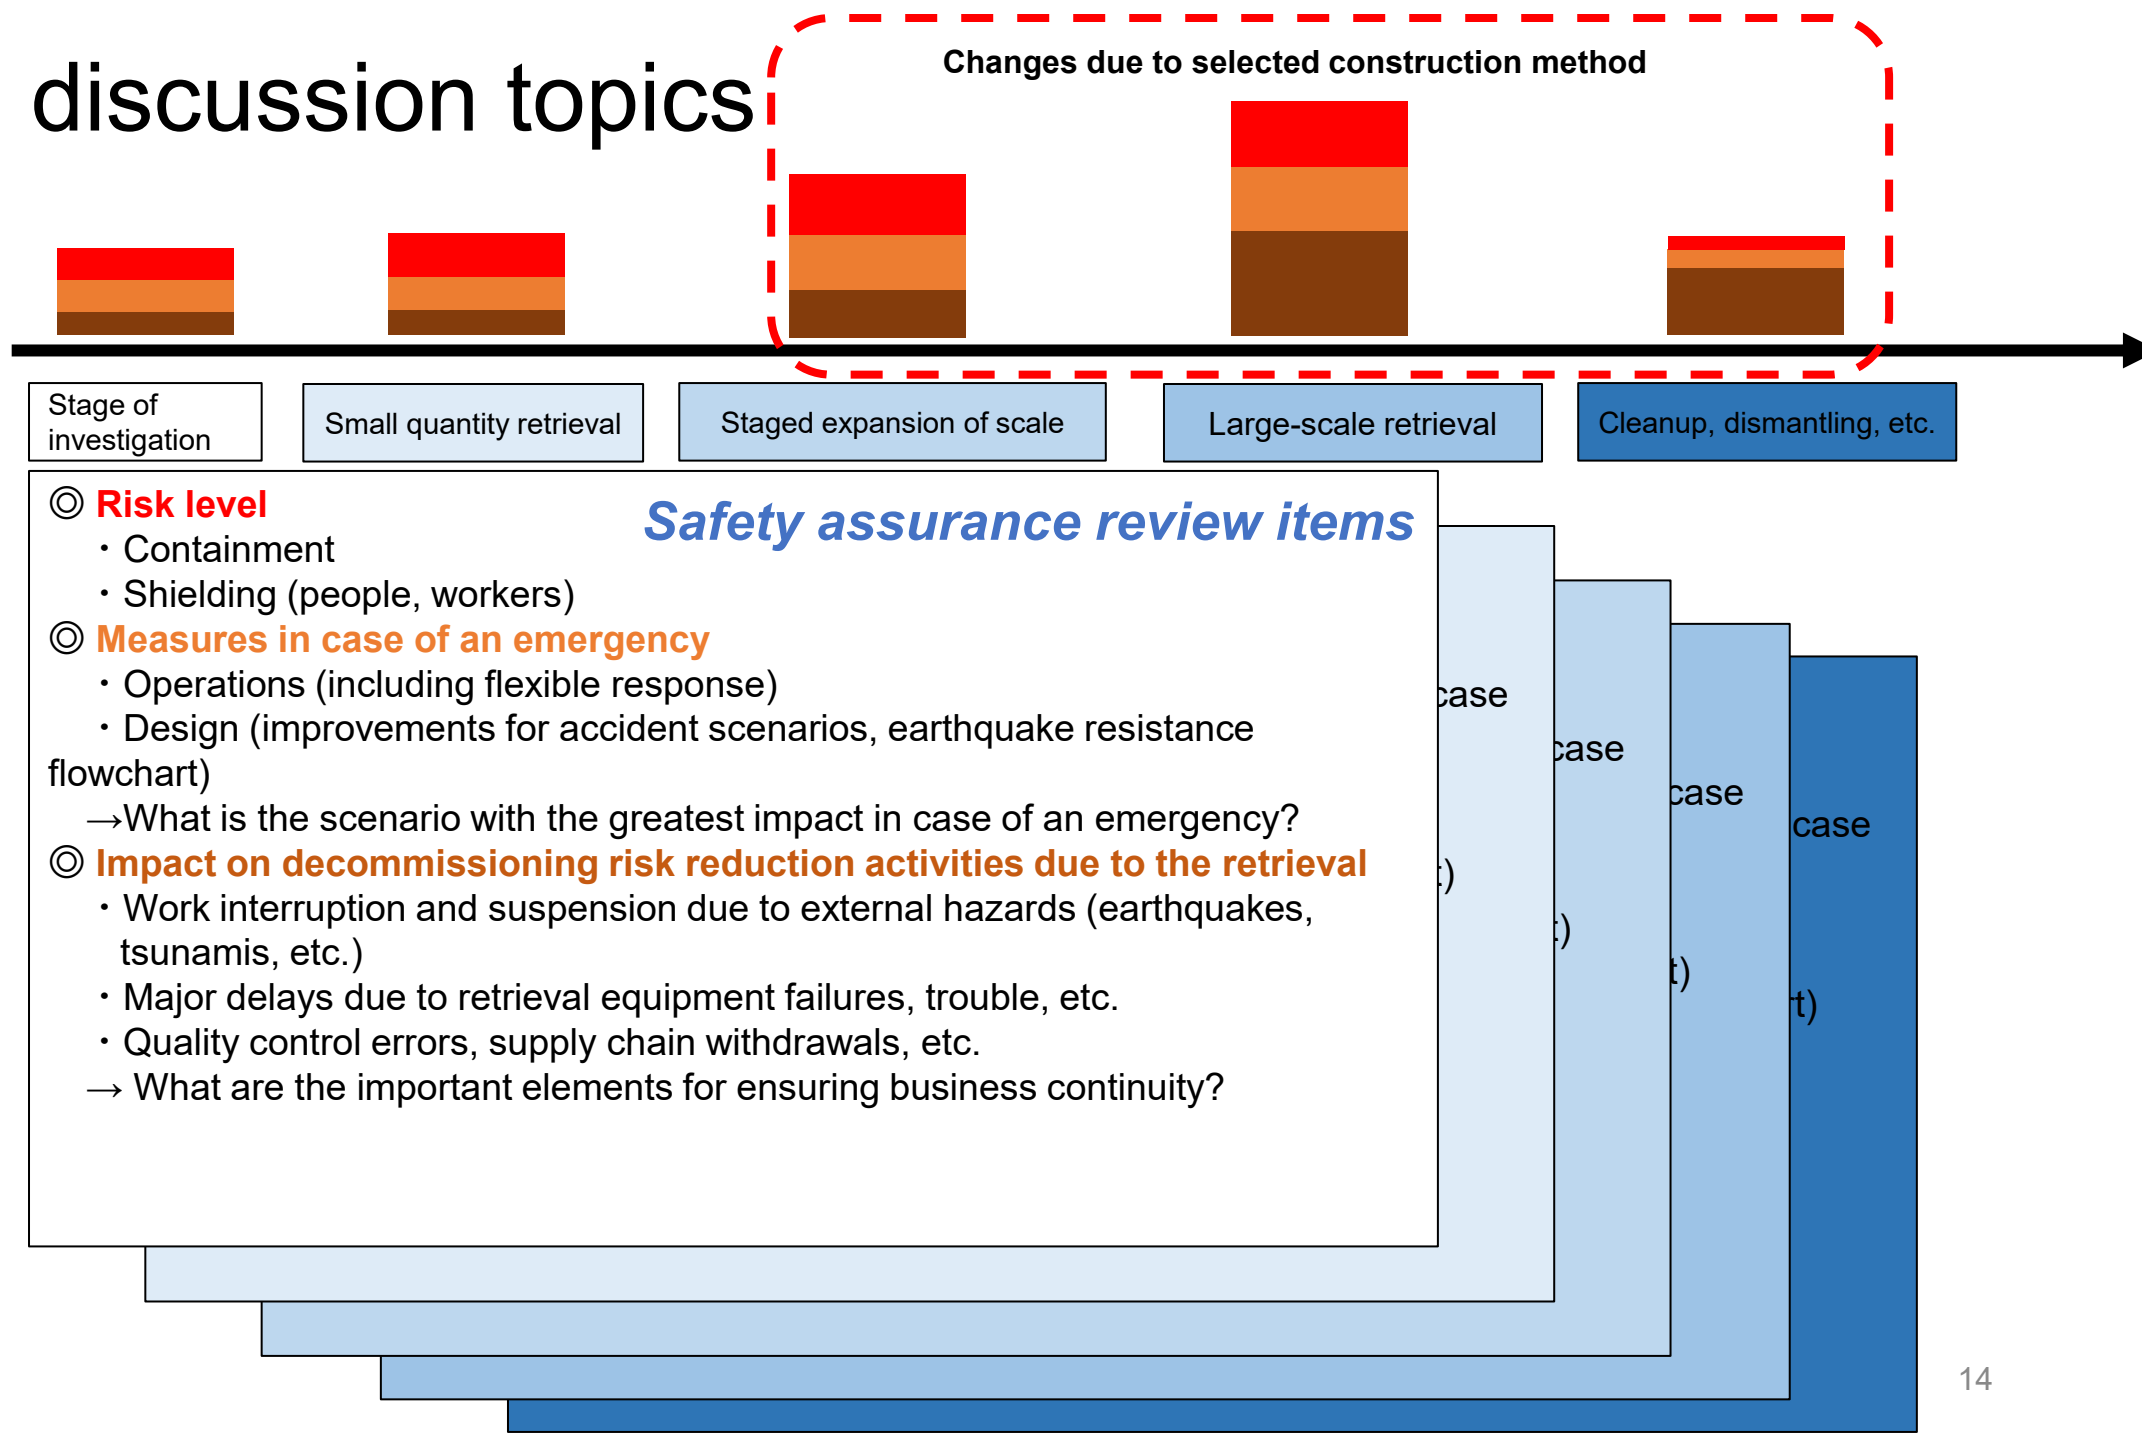 discussion topics
Changes due to selected construction method
Stage of
investigation
Small quantity retrieval
Staged expansion of scale
Large-scale retrieval
Cleanup, dismantling, etc.
Safety assurance review items
◎ Risk level
・Containment
・Shielding (people, workers)
◎ Measures in case of an emergency
・Operations (including flexible response)
・Design (improvements for accident scenarios, earthquake resistance
flowchart)
→What is the scenario with the greatest impact in case of an emergency?
◎ Impact on decommissioning risk reduction activities due to the retrieval
・Work interruption and suspension due to external hazards (earthquakes,
tsunamis, etc.)
・Major delays due to retrieval equipment failures, trouble, etc.
・Quality control errors, supply chain withdrawals, etc.
→ What are the important elements for ensuring business continuity?
case
case
case
case
t)
t)
t)
14